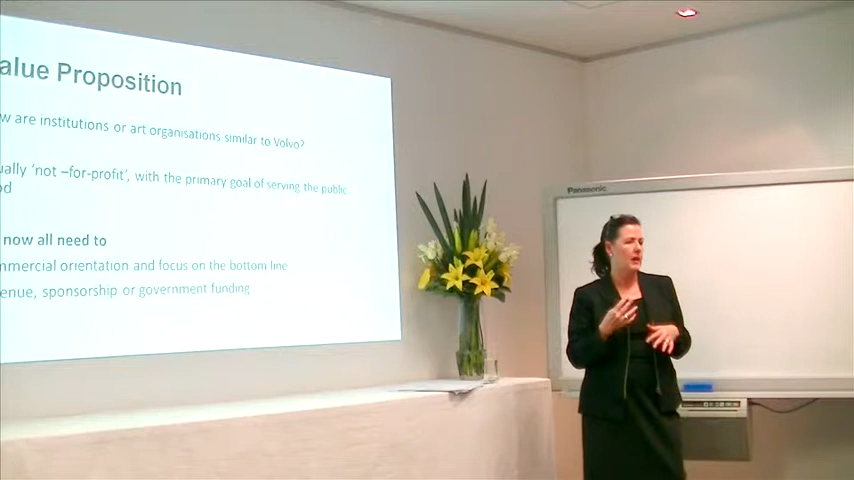 alue Proposition
w are institutions or art organisations similar to Volvo?
ually 'not –for-profit', with the primary goal of serving the public
od
now all need to
mmercial orientation and focus on the bottom line
enue, sponsorship or government funding
Panasonic